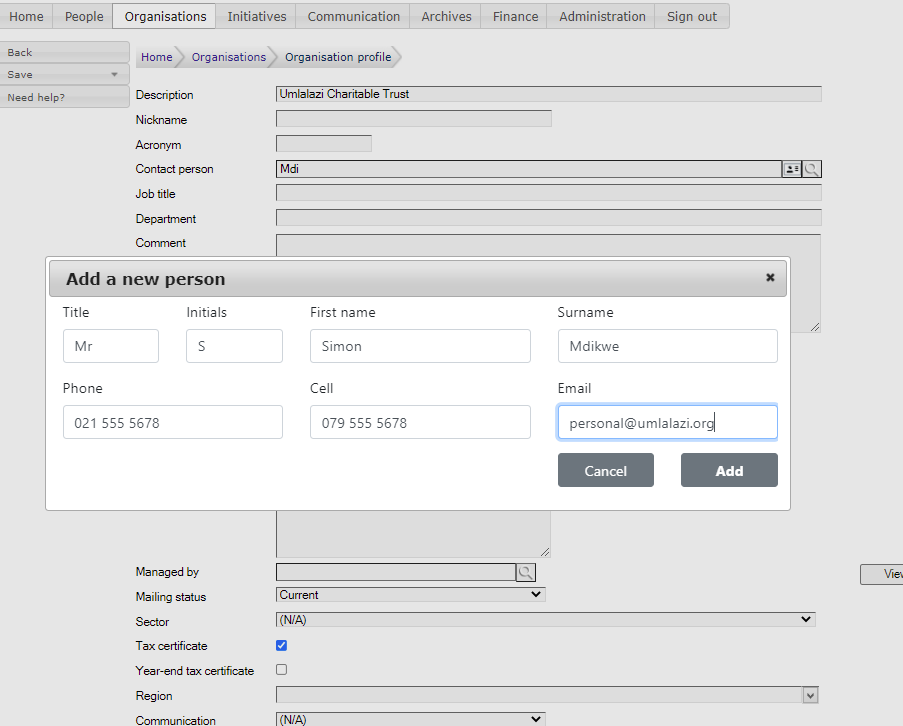 Home People Organisations Initiatives Communication Archives Finance Administration Sign out
Back
Save
Need help?
Home Organisations Organisation profile
Description Umlalazi Charitable Trust
Nickname
Acronym
Contact person Mdi
Job title
Department
Comment
Add a new person
Title Initials First name Surname
Mr S Simon Mdikwe
Phone Cell Email
021 555 5678 079 555 5678 personal@umlalazi.org
Cancel Add
Managed by
View
Mailing status Current
Sector (N/A)
Tax certificate
Year-end tax certificate
Region
Communication (N/A)